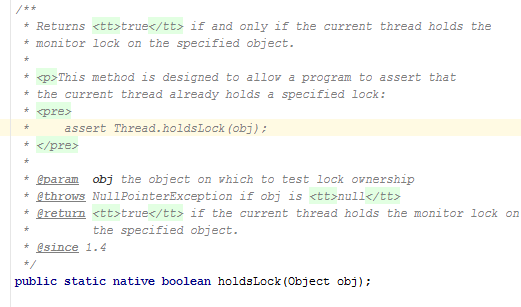 /**
* Returns <tt>true</tt> if and only if the current thread holds the
* monitor lock on the specified object.
*
* <p>This method is designed to allow a program to assert that
* the current thread already holds a specified lock:
* <pre>
*     assert Thread.holdsLock(obj);
* </pre>
*
* @param  obj the object on which to test lock ownership
* @throws NullPointerException if obj is <tt>null</tt>
* @return <tt>true</tt> if the current thread holds the monitor lock on
*         the specified object.
* @since 1.4
*/
public static native boolean holdsLock(Object obj);